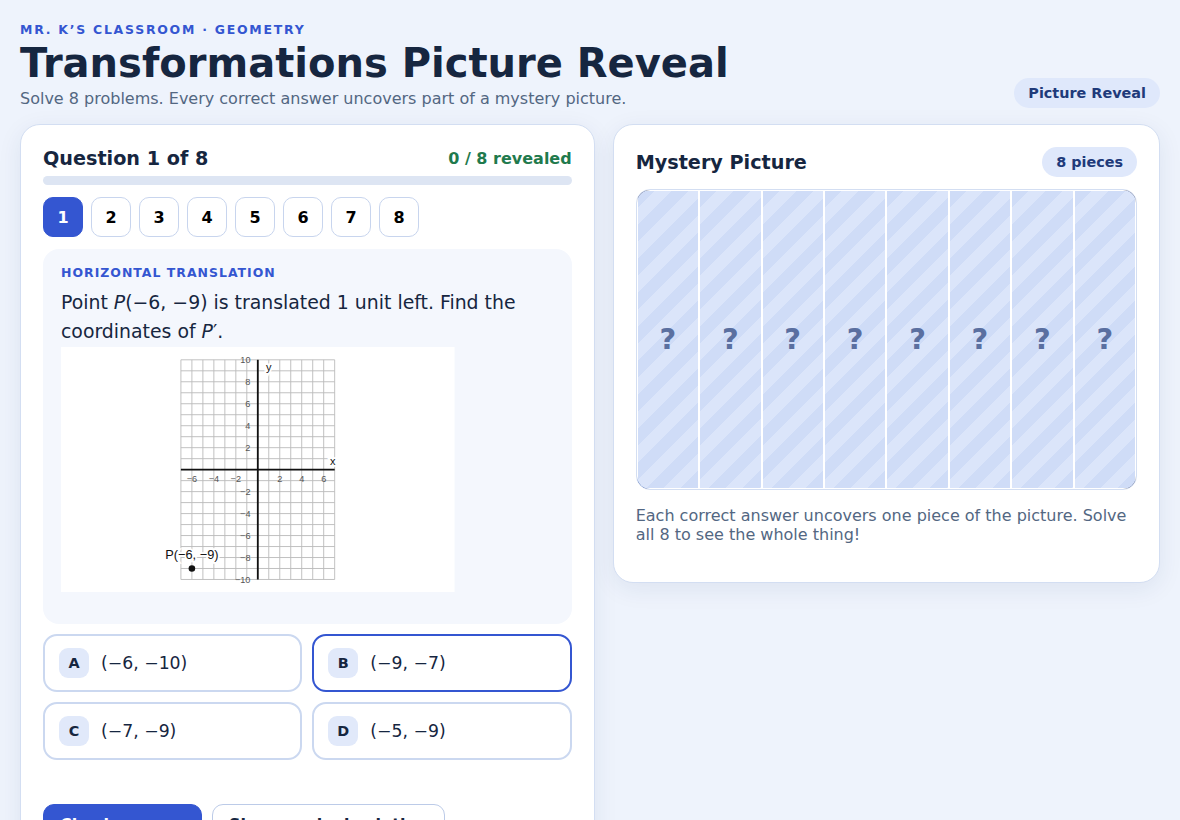 MR. K’S CLASSROOM · GEOMETRY
Transformations Picture Reveal
Solve 8 problems. Every correct answer uncovers part of a mystery picture.
Picture Reveal
Question 1 of 8
0 / 8 revealed
1 2 3 4 5 6 7 8
HORIZONTAL TRANSLATION
Point P(−6, −9) is translated 1 unit left. Find the
coordinates of P′.
10
y
8
6
4
2
x
−6 −4 −2 2 4 6
−2
−4
−6
P(−6, −9)
−8
−10
A (−6, −10)
B (−9, −7)
C (−7, −9)
D (−5, −9)
Mystery Picture
8 pieces
? ? ? ? ? ? ? ?
Each correct answer uncovers one piece of the picture. Solve
all 8 to see the whole thing!